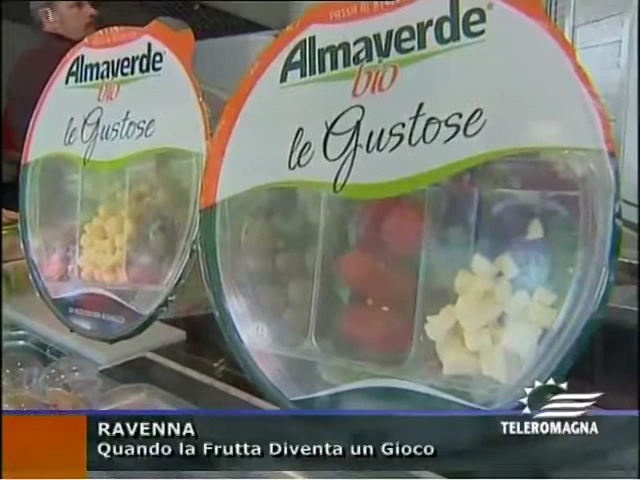 Almaverde
bio
le Gustose
Almaverde
bio
le Gustose
TELEROMAGNA
RAVENNA
Quando la Frutta Diventa un Gioco